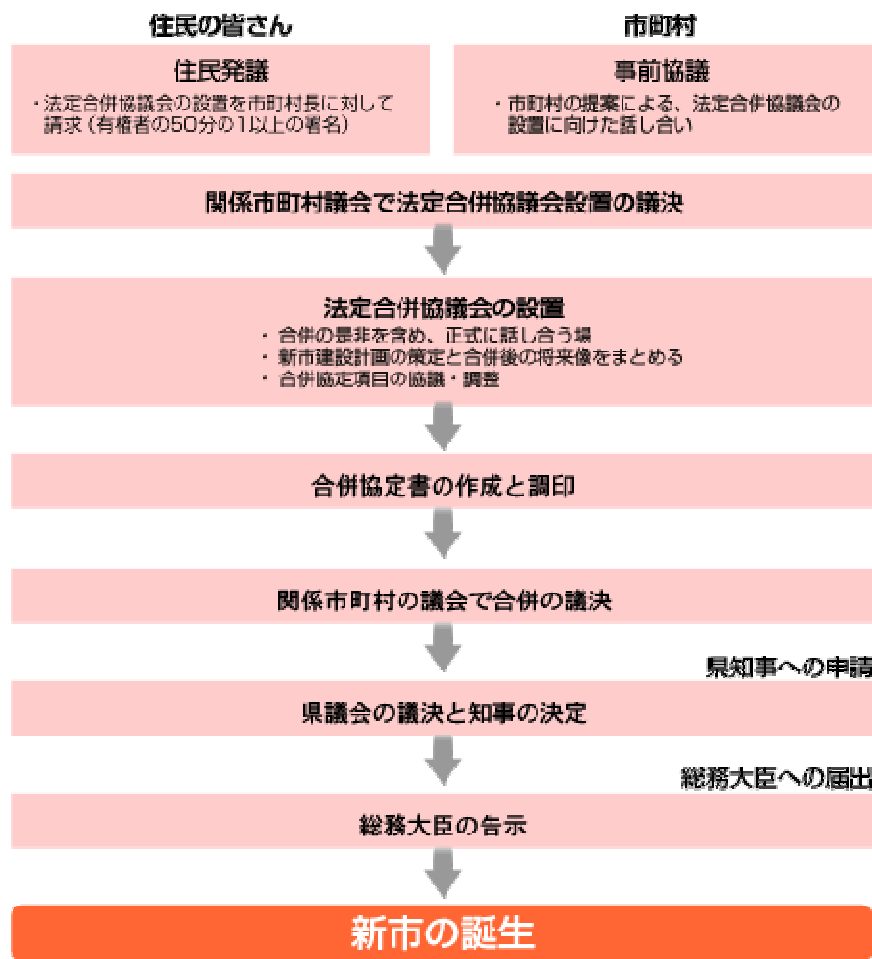 住民の皆さん
市町村
住民発議
・法定合併協議会の設置を市町村長に対して
請求（有権者の50分の1以上の署名）
事前協議
・市町村の提案による、法定合併協議会の
設置に向けた話し合い
関係市町村議会で法定合併協議会設置の議決
法定合併協議会の設置
・ 合併の是非を含め、正式に話し合う場
・ 新市建設計画の策定と合併後の将来像をまとめる
・ 合併協定項目の協議・調整
合併協定書の作成と調印
関係市町村の議会で合併の議決
県知事への申請
県議会の議決と知事の決定
総務大臣への届出
総務大臣の告示
新市の誕生